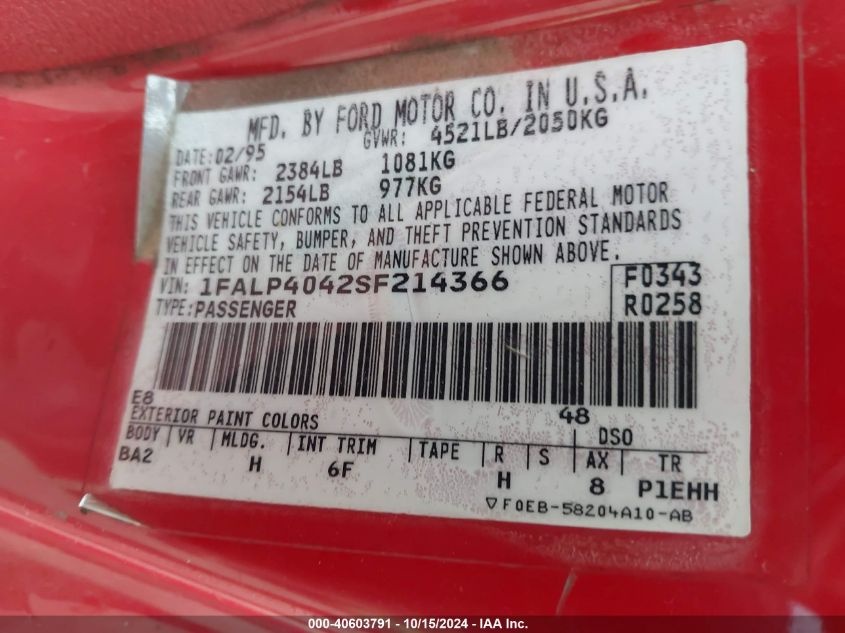 MFD. BY FORD MOTOR CO. IN U.S.A.
DATE: 02/95 GVWR: 4521LB/2050KG
FRONT GAWR: 2384LB 1081KG
REAR GAWR: 2154LB 977KG
THIS VEHICLE CONFORMS TO ALL APPLICABLE FEDERAL MOTOR
VEHICLE SAFETY, BUMPER, AND THEFT PREVENTION STANDARDS
IN EFFECT ON THE DATE OF MANUFACTURE SHOWN ABOVE.
VIN: 1FALP4042SF214366 F0343
TYPE: PASSENGER R0258
E8 48
EXTERIOR PAINT COLORS DSO
BODY VR MLDG. INT TRIM TAPE R S AX TR
BA2 H 6F H 8 P1EHH
▽F0EB-58204A10-AB
000-40603791 - 10/15/2024 - IAA Inc.